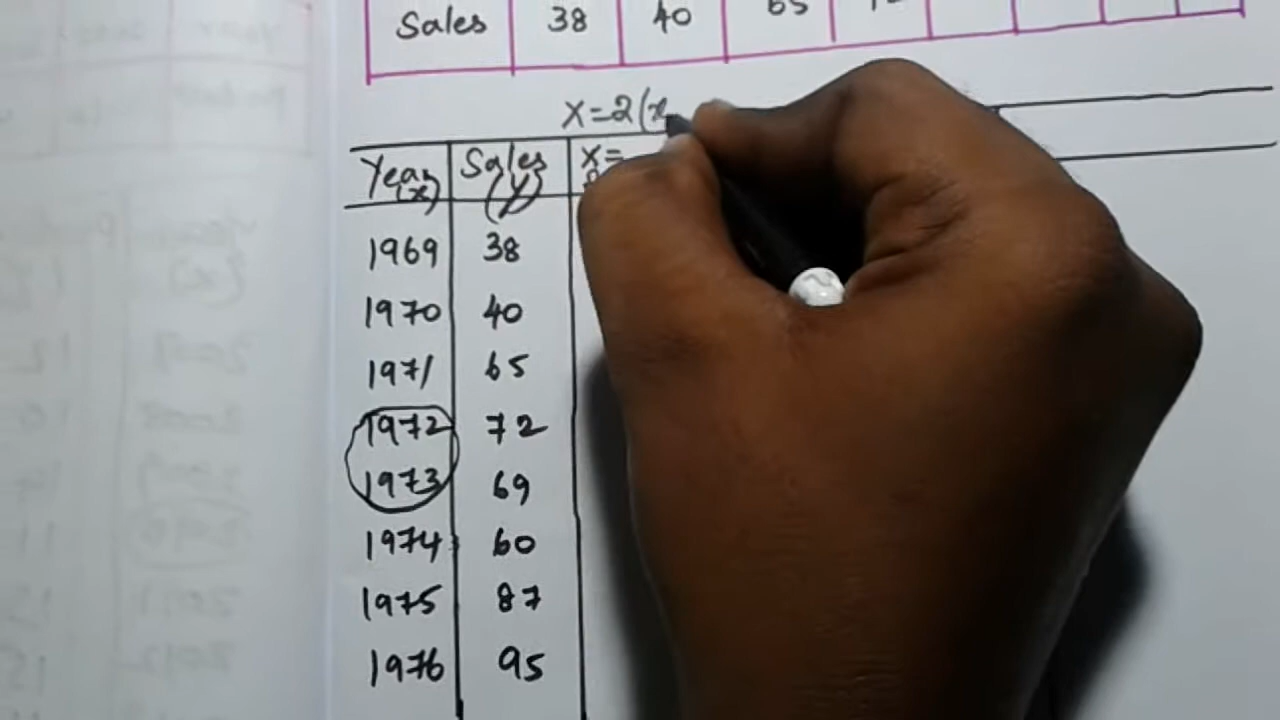 Sales 38 40 65
X=2(x
Year Sales X=
(x) (y)
1969 38
1970 40
1971 65
1972 72
1973 69
1974 60
1975 87
1976 95